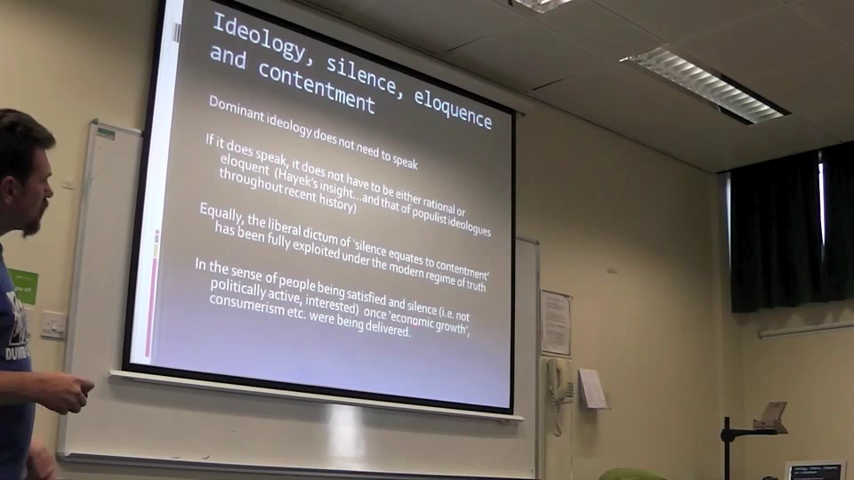 Ideology, silence, eloquence
and contentment
Dominant ideology does not need to speak
If it does speak, it does not have to be either rational or
eloquent (Hayek's insight...and that of populist ideologues
throughout recent history)
Equally, the liberal dictum of 'silence equates to contentment'
has been fully exploited under the modern regime of truth
In the sense of people being satisfied and silence (i.e. not
politically active, interested) once 'economic growth',
consumerism etc. were being delivered.